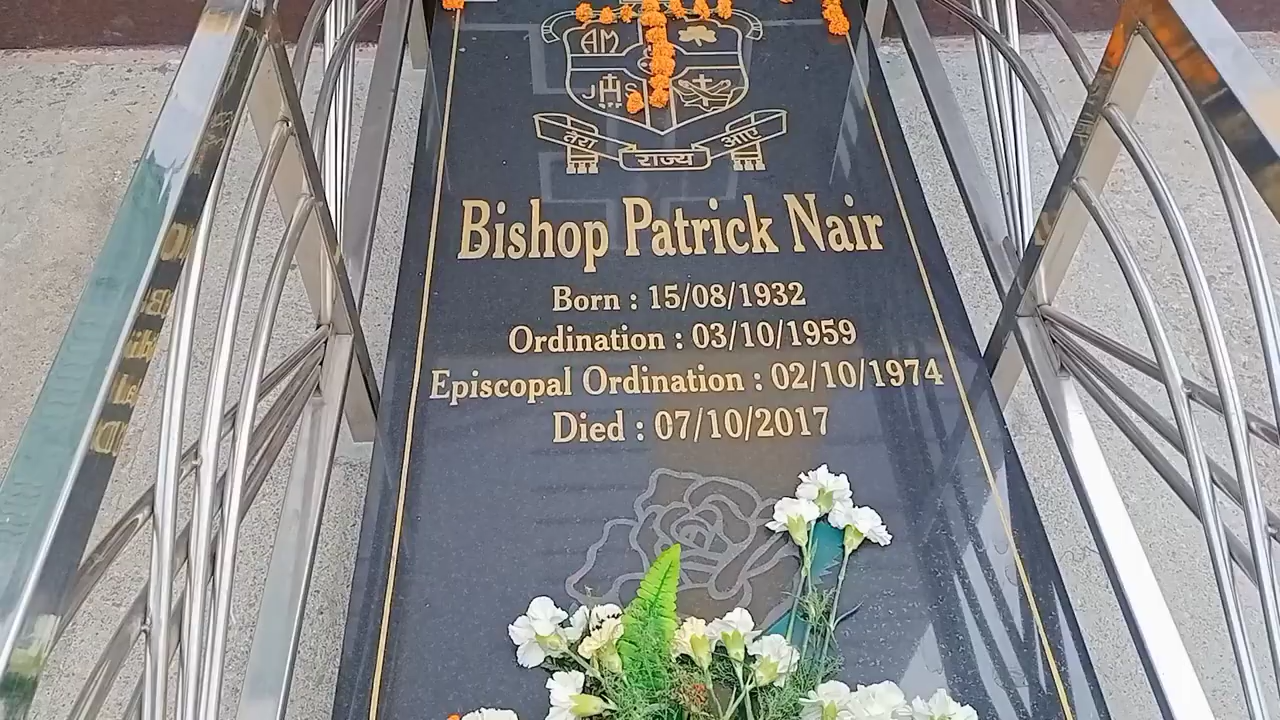 AM
JHS
तेरा राज्य आए
Bishop Patrick Nair
Born : 15/08/1932
Ordination : 03/10/1959
Episcopal Ordination : 02/10/1974
Died : 07/10/2017